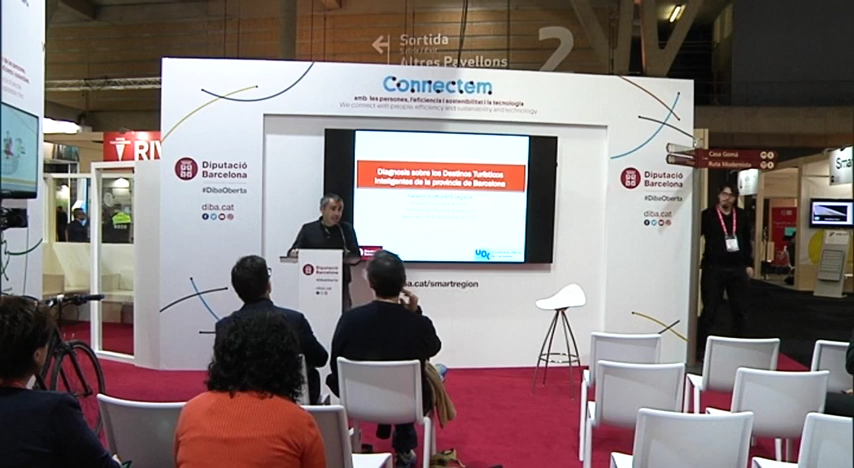 Sortida
Altres Pavellons
2
Connectem
amb les persones, l'eficiència i sostenibilitat i la tecnologia
We connect with people, efficiency and sustainability and technology
RIV
Diputació
Barcelona
#DibaOberta
diba.cat
Diagnosis sobre los Destinos Turísticos
Inteligentes de la provincia de Barcelona
UOC
Diputació
Barcelona
#DibaOberta
diba.cat
Casa Gomà
Ruta Modernista
Diputació
Barcelona
ba.cat/smartregion